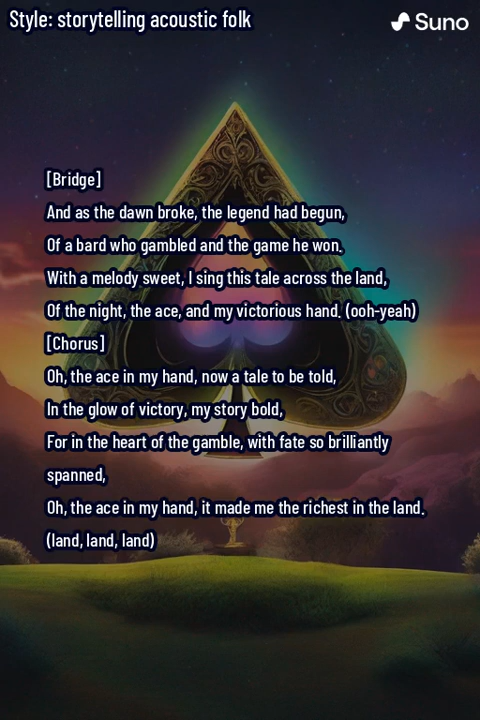 Style: storytelling acoustic folk
Suno
[Bridge]
And as the dawn broke, the legend had begun,
Of a bard who gambled and the game he won.
With a melody sweet, I sing this tale across the land,
Of the night, the ace, and my victorious hand. (ooh-yeah)
[Chorus]
Oh, the ace in my hand, now a tale to be told,
In the glow of victory, my story bold,
For in the heart of the gamble, with fate so brilliantly
spanned,
Oh, the ace in my hand, it made me the richest in the land.
(land, land, land)